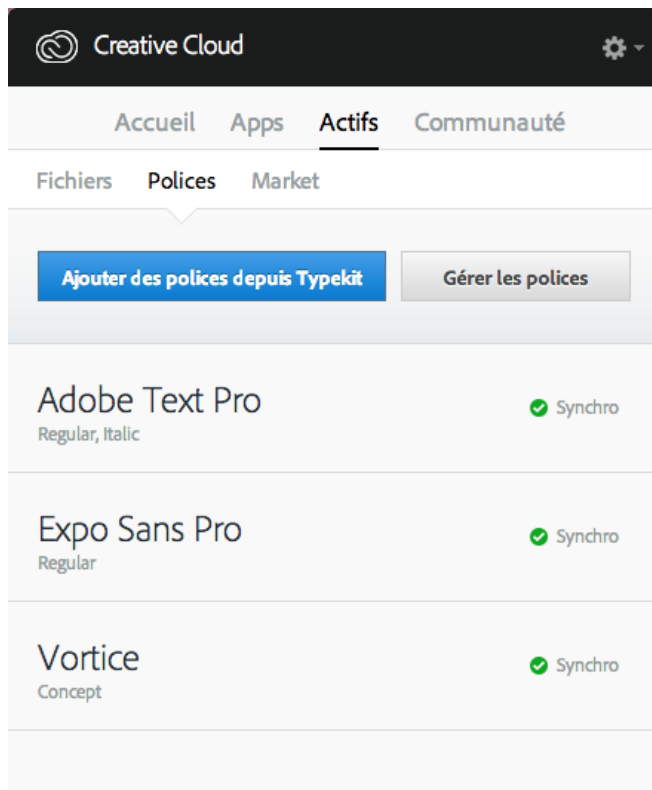 Creative Cloud
Accueil Apps Actifs Communauté
Fichiers Polices Market
Ajouter des polices depuis Typekit Gérer les polices
Adobe Text Pro
Synchro
Regular, Italic
Expo Sans Pro
Synchro
Regular
Vortice
Synchro
Concept